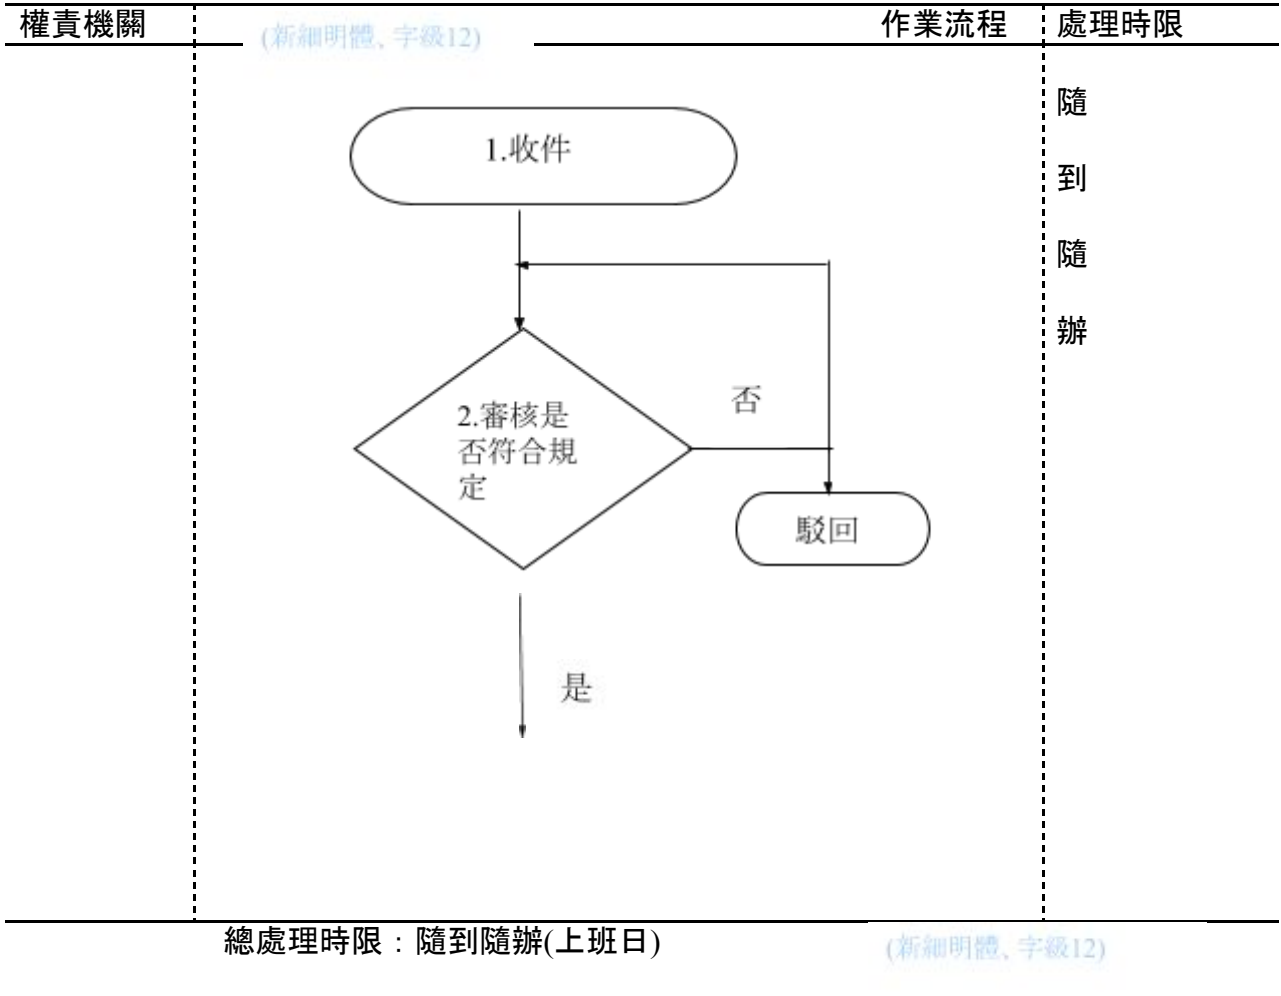 權責機關
(新細明體、字級12)
作業流程
處理時限
1.收件
隨
到
隨
辦
否
2.審核是
否符合規
定
駁回
是
總處理時限：隨到隨辦(上班日)
(新細明體、字級12)